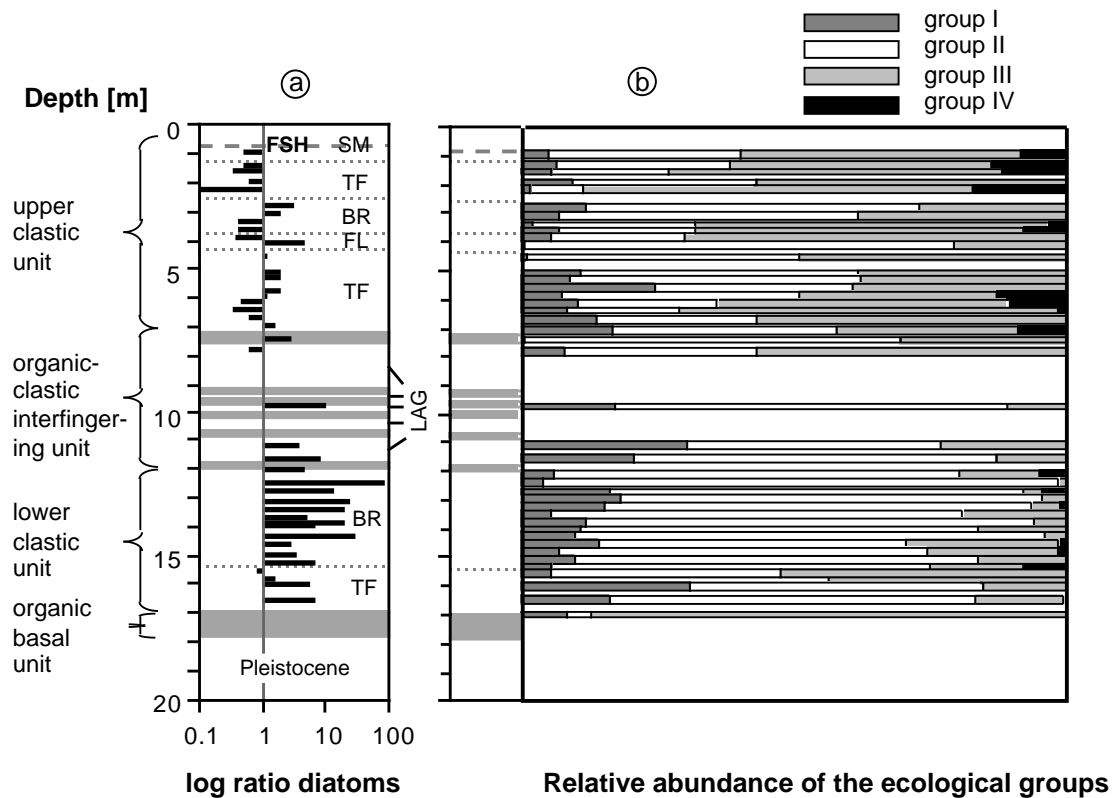 group I
group II
group III
group IV
a
b
Depth [m]
0
5
10
15
20
FSH
SM
TF
BR
FL
TF
LAG
BR
TF
Pleistocene
upper
clastic
unit
organic-
clastic
interfinger-
ing unit
lower
clastic
unit
organic
basal
unit
0.1 1 10 100
log ratio diatoms
Relative abundance of the ecological groups